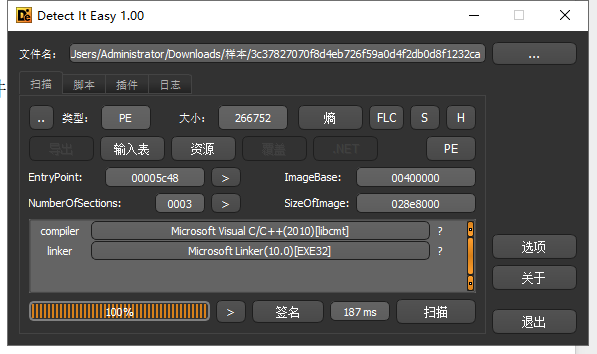 Detect It Easy 1.00
文件名: Jsers/Administrator/Downloads/样本/3c37827070f8d4eb726f59a0d4f2db0d8f1232ca ...
扫描 脚本 插件 日志
.. 类型: PE 大小: 266752 熵 FLC S H
导出 输入表 资源 覆盖 .NET PE
EntryPoint: 00005c48 > ImageBase: 00400000
NumberOfSections: 0003 > SizeOfImage: 028e8000
compiler Microsoft Visual C/C++(2010)[libcmt] ?
linker Microsoft Linker(10.0)[EXE32] ?
选项
关于
100% > 签名 187 ms 扫描
退出